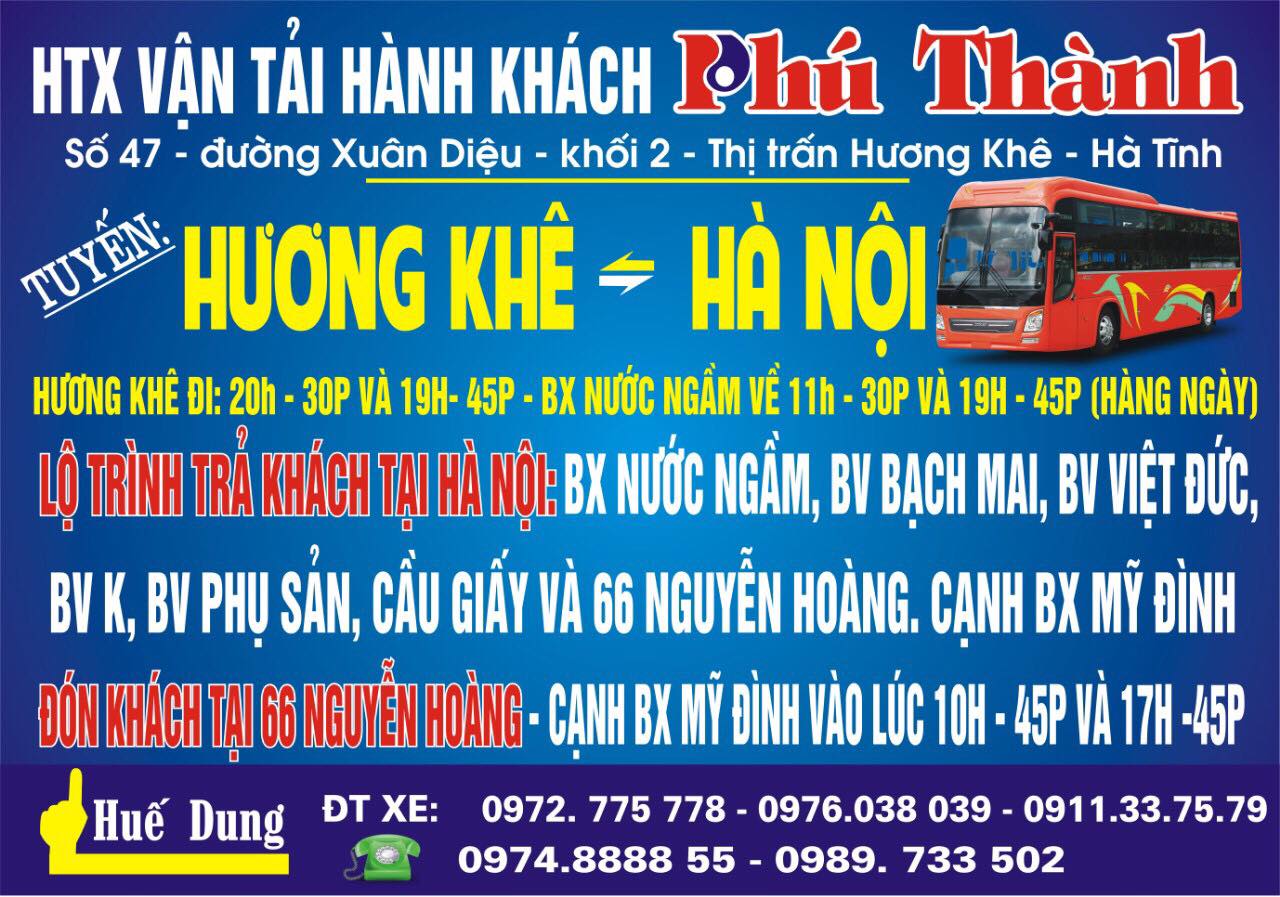 HTX VẬN TẢI HÀNH KHÁCH Phú Thành
Số 47 - đường Xuân Diệu - khối 2 - Thị trấn Hương Khê - Hà Tĩnh
TUYẾN: HƯƠNG KHÊ ⇌ HÀ NỘI
HƯƠNG KHÊ ĐI: 20h - 30P VÀ 19H- 45P - BX NƯỚC NGẦM VỀ 11h - 30P VÀ 19H - 45P (HÀNG NGÀY)
LỘ TRÌNH TRẢ KHÁCH TẠI HÀ NỘI: BX NƯỚC NGẦM, BV BẠCH MAI, BV VIỆT ĐỨC,
BV K, BV PHỤ SẢN, CẦU GIẤY VÀ 66 NGUYỄN HOÀNG. CẠNH BX MỸ ĐÌNH
ĐÓN KHÁCH TẠI 66 NGUYỄN HOÀNG - CẠNH BX MỸ ĐÌNH VÀO LÚC 10H - 45P VÀ 17H -45P
Huế Dung
ĐT XE: 0972. 775 778 - 0976.038 039 - 0911.33.75.79
0974.8888 55 - 0989. 733 502